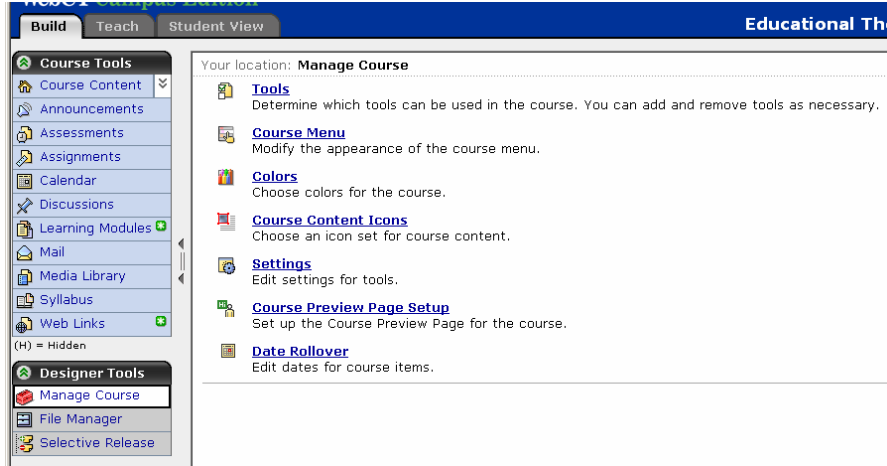 WebCT Campus Edition
Build Teach Student View
Educational The
Course Tools
Course Content
Announcements
Assessments
Assignments
Calendar
Discussions
Learning Modules
Mail
Media Library
Syllabus
Web Links
(H) = Hidden
Designer Tools
Manage Course
File Manager
Selective Release
Your location: Manage Course
Tools
Determine which tools can be used in the course. You can add and remove tools as necessary.
Course Menu
Modify the appearance of the course menu.
Colors
Choose colors for the course.
Course Content Icons
Choose an icon set for course content.
Settings
Edit settings for tools.
Course Preview Page Setup
Set up the Course Preview Page for the course.
Date Rollover
Edit dates for course items.